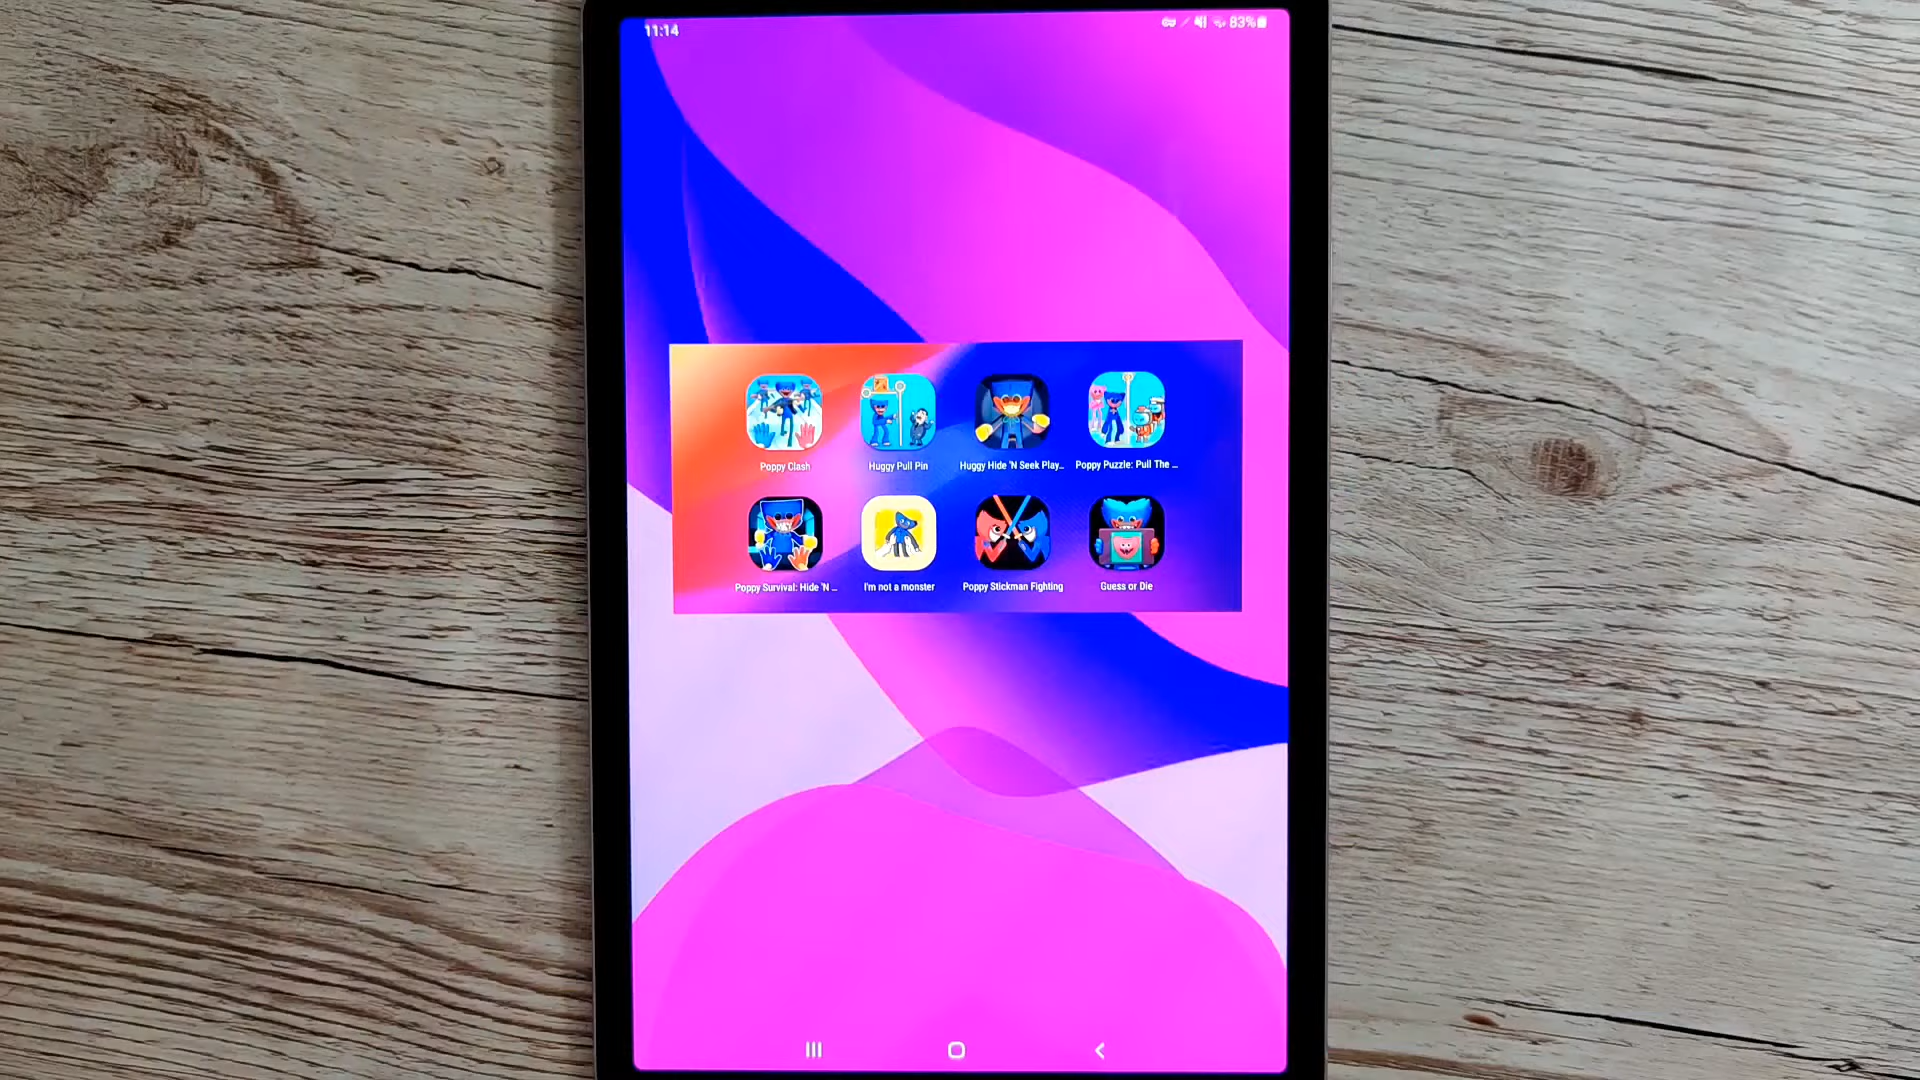 11:14
83%
Poppy Clash
Huggy Pull Pin
Huggy Hide 'N Seek Play...
Poppy Puzzle: Pull The ...
Poppy Survival: Hide 'N ...
I'm not a monster
Poppy Stickman Fighting
Guess or Die